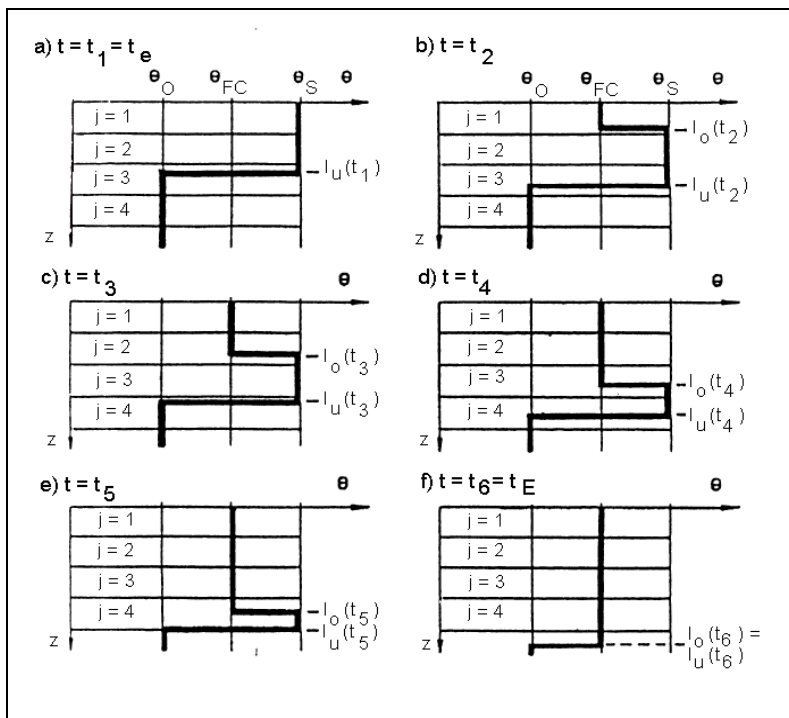 a) t = t1 = te
θO θFC θS θ
j = 1
j = 2
j = 3
j = 4
lu(t1)
z
b) t = t2
θO θFC θS θ
j = 1
j = 2
j = 3
j = 4
lo(t2)
lu(t2)
z
c) t = t3
θ
j = 1
j = 2
j = 3
j = 4
lo(t3)
lu(t3)
z
d) t = t4
θ
j = 1
j = 2
j = 3
j = 4
lo(t4)
lu(t4)
z
e) t = t5
θ
j = 1
j = 2
j = 3
j = 4
lo(t5)
lu(t5)
z
f) t = t6 = tE
θ
j = 1
j = 2
j = 3
j = 4
lo(t6) =
lu(t6)
z